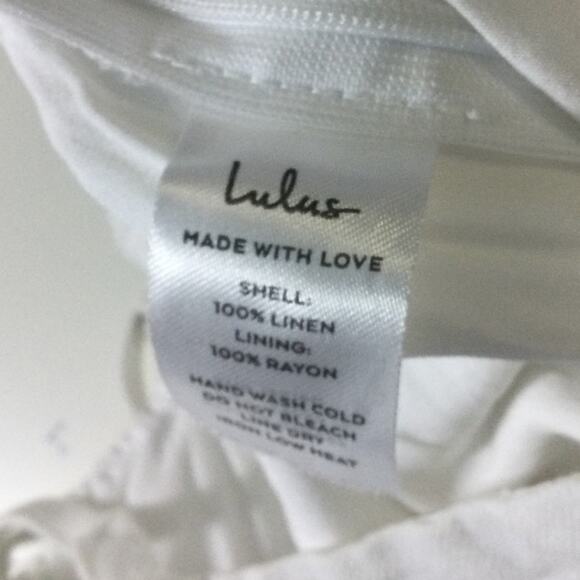 Lulus
MADE WITH LOVE
SHELL:
100% LINEN
LINING:
100% RAYON
HAND WASH COLD
DO NOT BLEACH
LINE DRY
IRON LOW HEAT